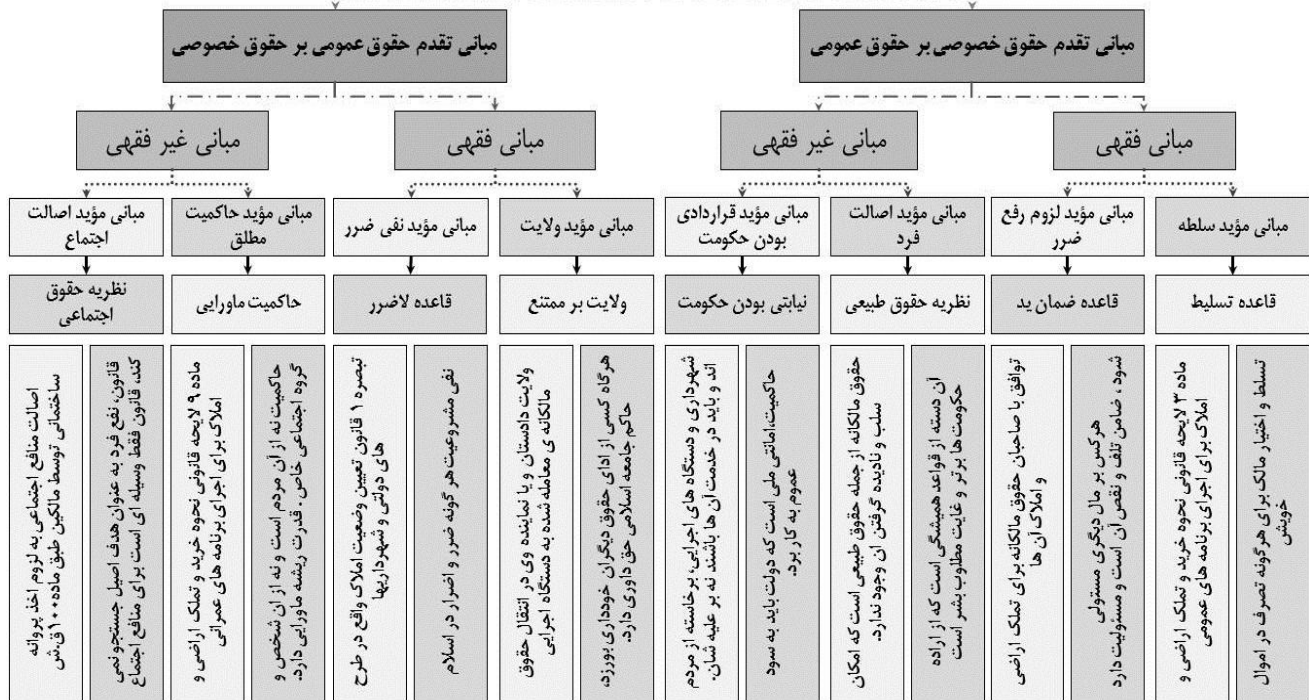 مبانی تقدم حقوق خصوصی بر حقوق عمومی
مبانی تقدم حقوق عمومی بر حقوق خصوصی
مبانی فقهی
مبانی غیر فقهی
مبانی فقهی
مبانی غیر فقهی
مبانی مؤید سلطه
مبانی مؤید لزوم رفع
ضرر
مبانی مؤید اصالت
فرد
مبانی مؤید قراردادی
بودن حکومت
مبانی مؤید ولایت
مبانی مؤید نفی ضرر
مبانی مؤید حاکمیت
مطلق
مبانی مؤید اصالت
اجتماع
قاعده تسلیط
قاعده ضمان ید
نظریه حقوق طبیعی
نیابتی بودن حکومت
ولایت بر ممتنع
قاعده لاضرر
حاکمیت ماورایی
نظریه حقوق
اجتماعی
تسلط و اختیار مالک برای هرگونه تصرف در اموال
خویش
ماده ۳ لایحه قانونی نحوه خرید و تملک اراضی و
املاک برای اجرای برنامه های عمومی
هرکس بر مال دیگری مستولی
شود ، ضامن تلف و نقص آن است و مسئولیت دارد
توافق با صاحبان حقوق مالکانه برای تملک اراضی
و املاک آن ها
آن دسته از قواعد همیشگی است که از اراده
حکومت ها برتر و غایت مطلوب بشر است
حقوق مالکانه از جمله حقوق طبیعی است که امکان
سلب و نادیده گرفتن ان وجود ندارد.
حاکمیت،امانتی ملی است که دولت باید به سود
عموم به کار برد.
شهرداری و دستگاه های اجرایی، برخاسته از مردم
اند و باید در خدمت آن ها باشند نه بر علیه شان.
هرگاه کسی از ادای حقوق دیگران خودداری بورزد،
حاکم جامعه اسلامی حق داوری دارد.
ولایت دادستان و یا نماینده وی در انتقال حقوق
مالکانه ی معامله شده به دستگاه اجرایی
نفی مشروعیت هر گونه ضرر و اضرار در اسلام
تبصره ۱ قانون تعیین وضعیت املاک واقع در طرح
های دولتی و شهرداریها
حاکمیت نه از آن مردم است و نه از ان شخص و
گروه اجتماعی خاص . قدرت ریشه ماورایی دارد.
ماده ۹ لایحه قانونی نحوه خرید و تملک اراضی و
املاک برای اجرای برنامه های عمرانی
قانون، نفع فرد به عنوان هدف اصیل جستجو نمی
کند، قانون فقط وسیله ای است برای منافع اجتماع
اصالت منافع اجتماعی به لزوم اخذ پروانه
ساختمانی توسط مالکین طبق ماده۱۰۰ق.ش